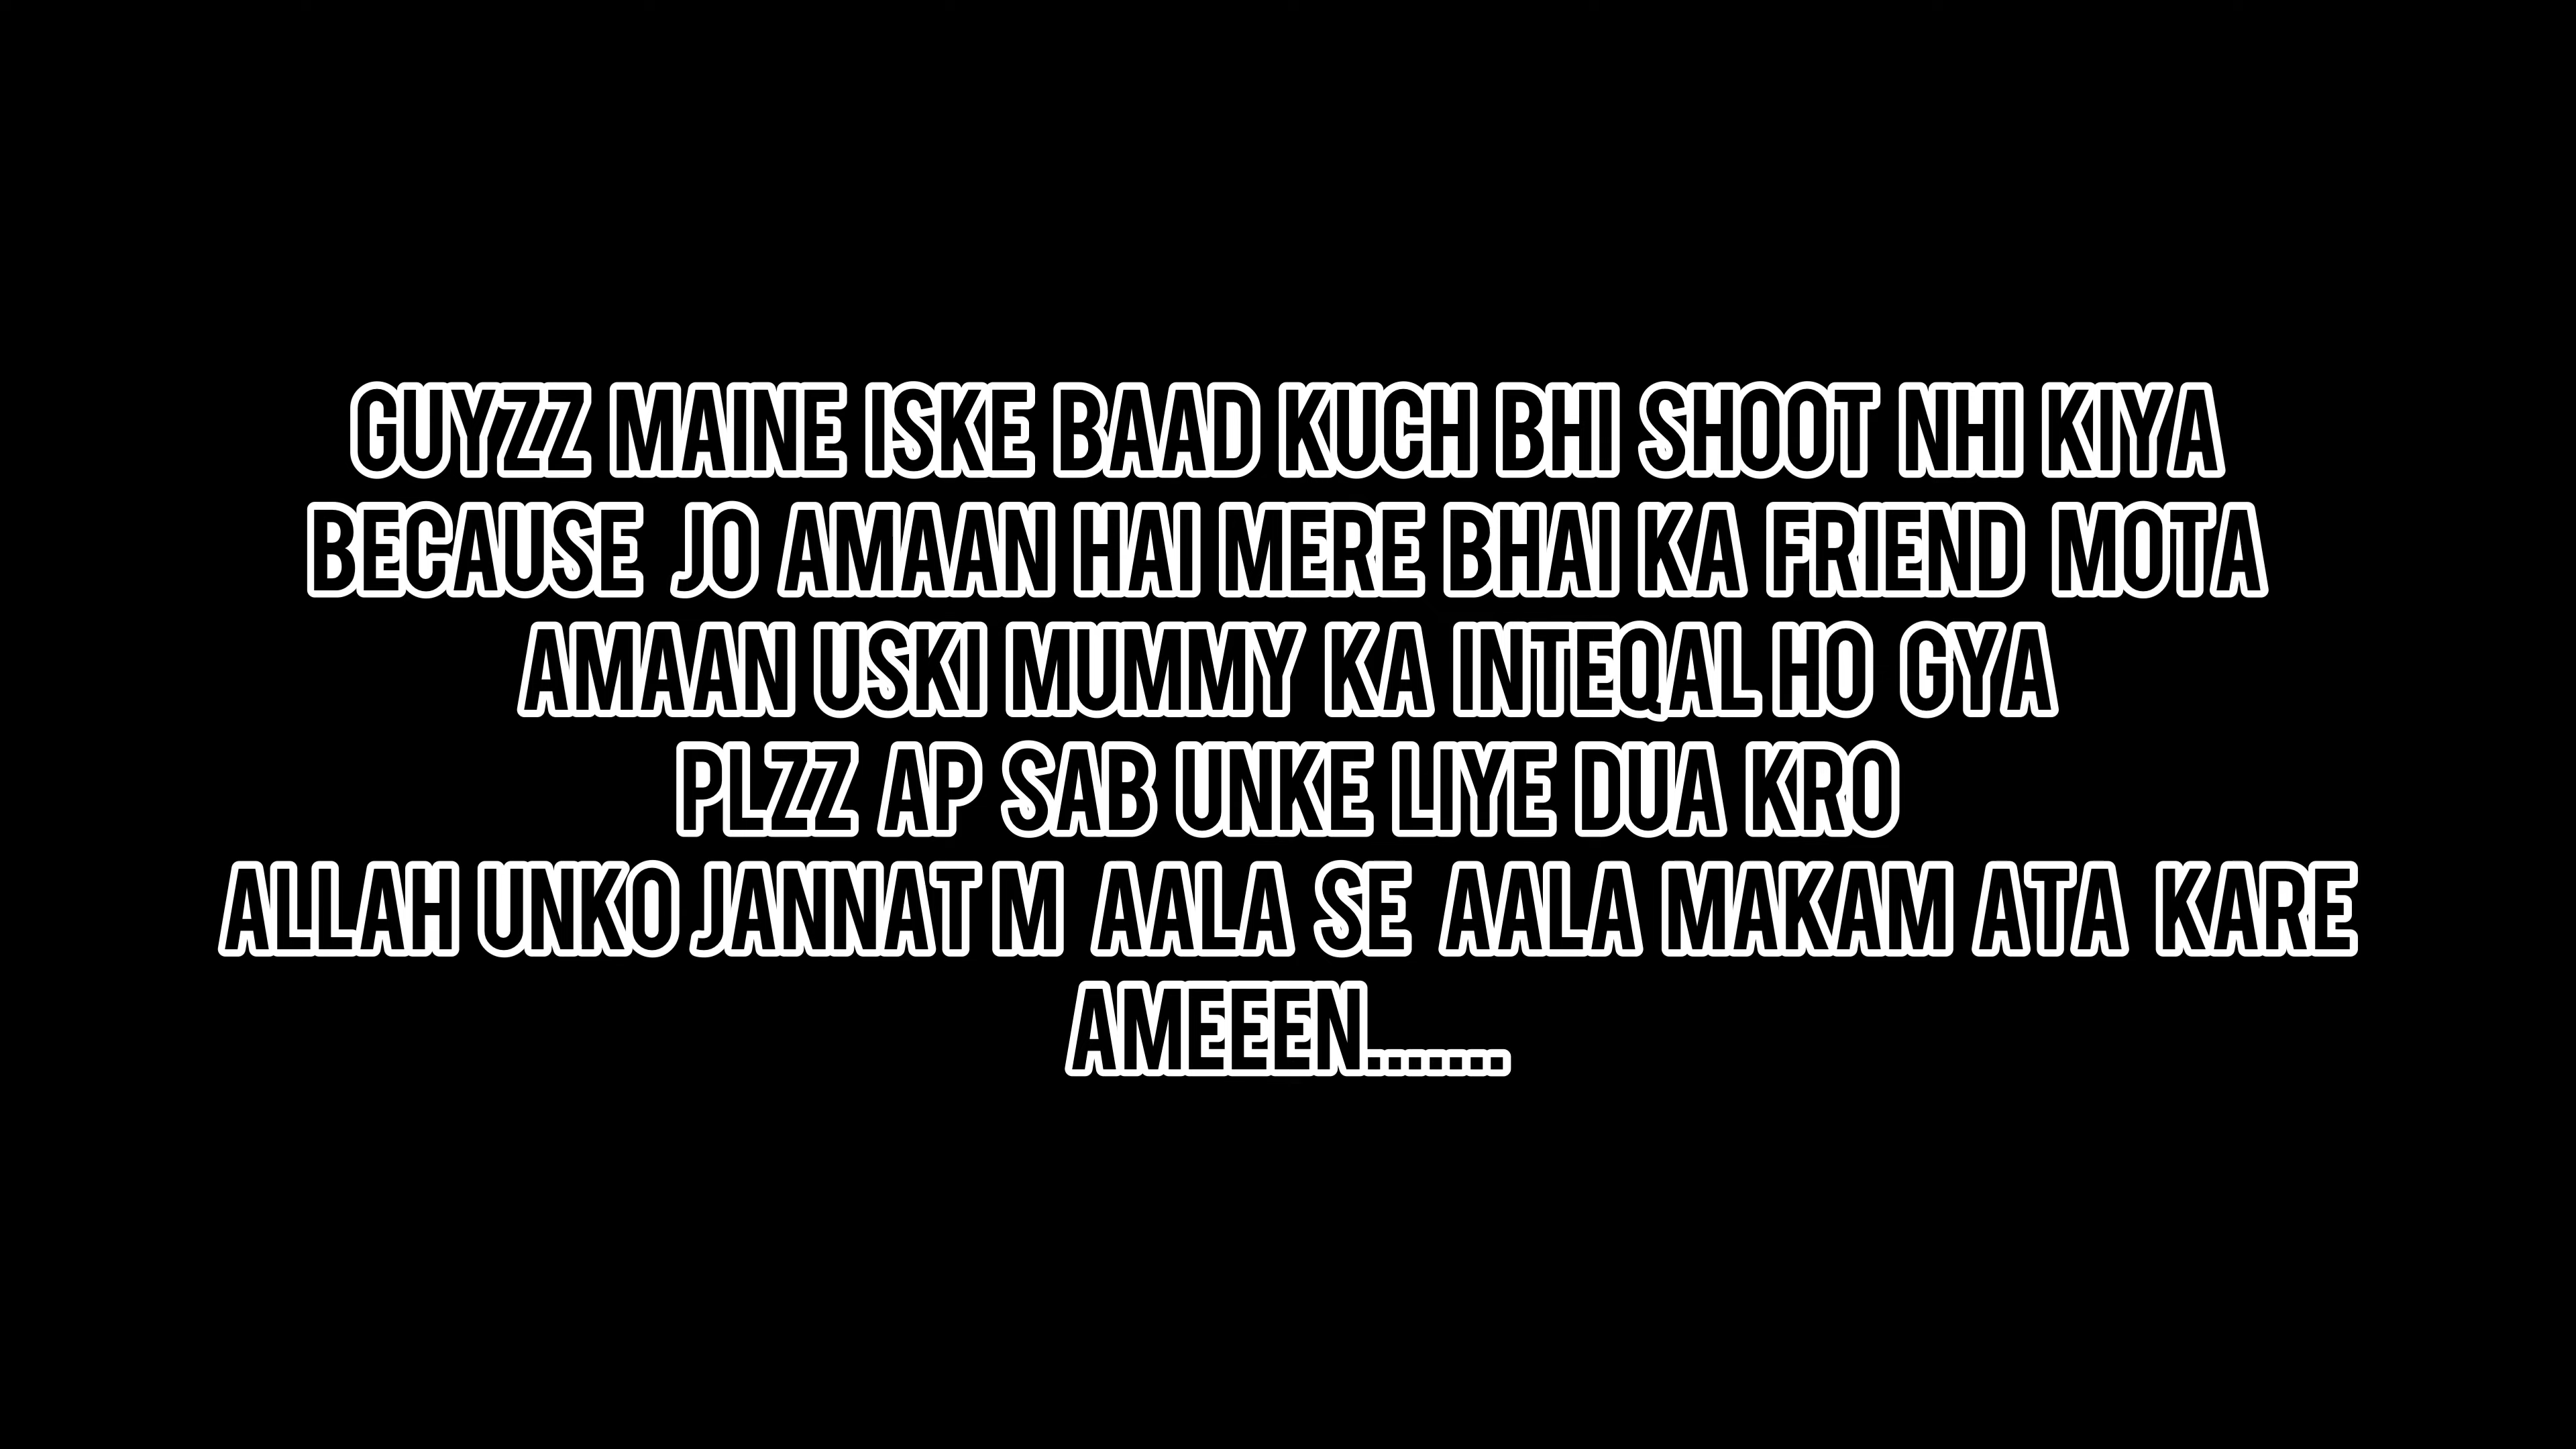 GUYZZ MAINE ISKE BAAD KUCH BHI SHOOT NHI KIYA
BECAUSE JO AMAAN HAI MERE BHAI KA FRIEND MOTA
AMAAN USKI MUMMY KA INTEQAL HO GYA
PLZZ AP SAB UNKE LIYE DUA KRO
ALLAH UNKO JANNAT M AALA SE AALA MAKAM ATA KARE
AMEEEN.......